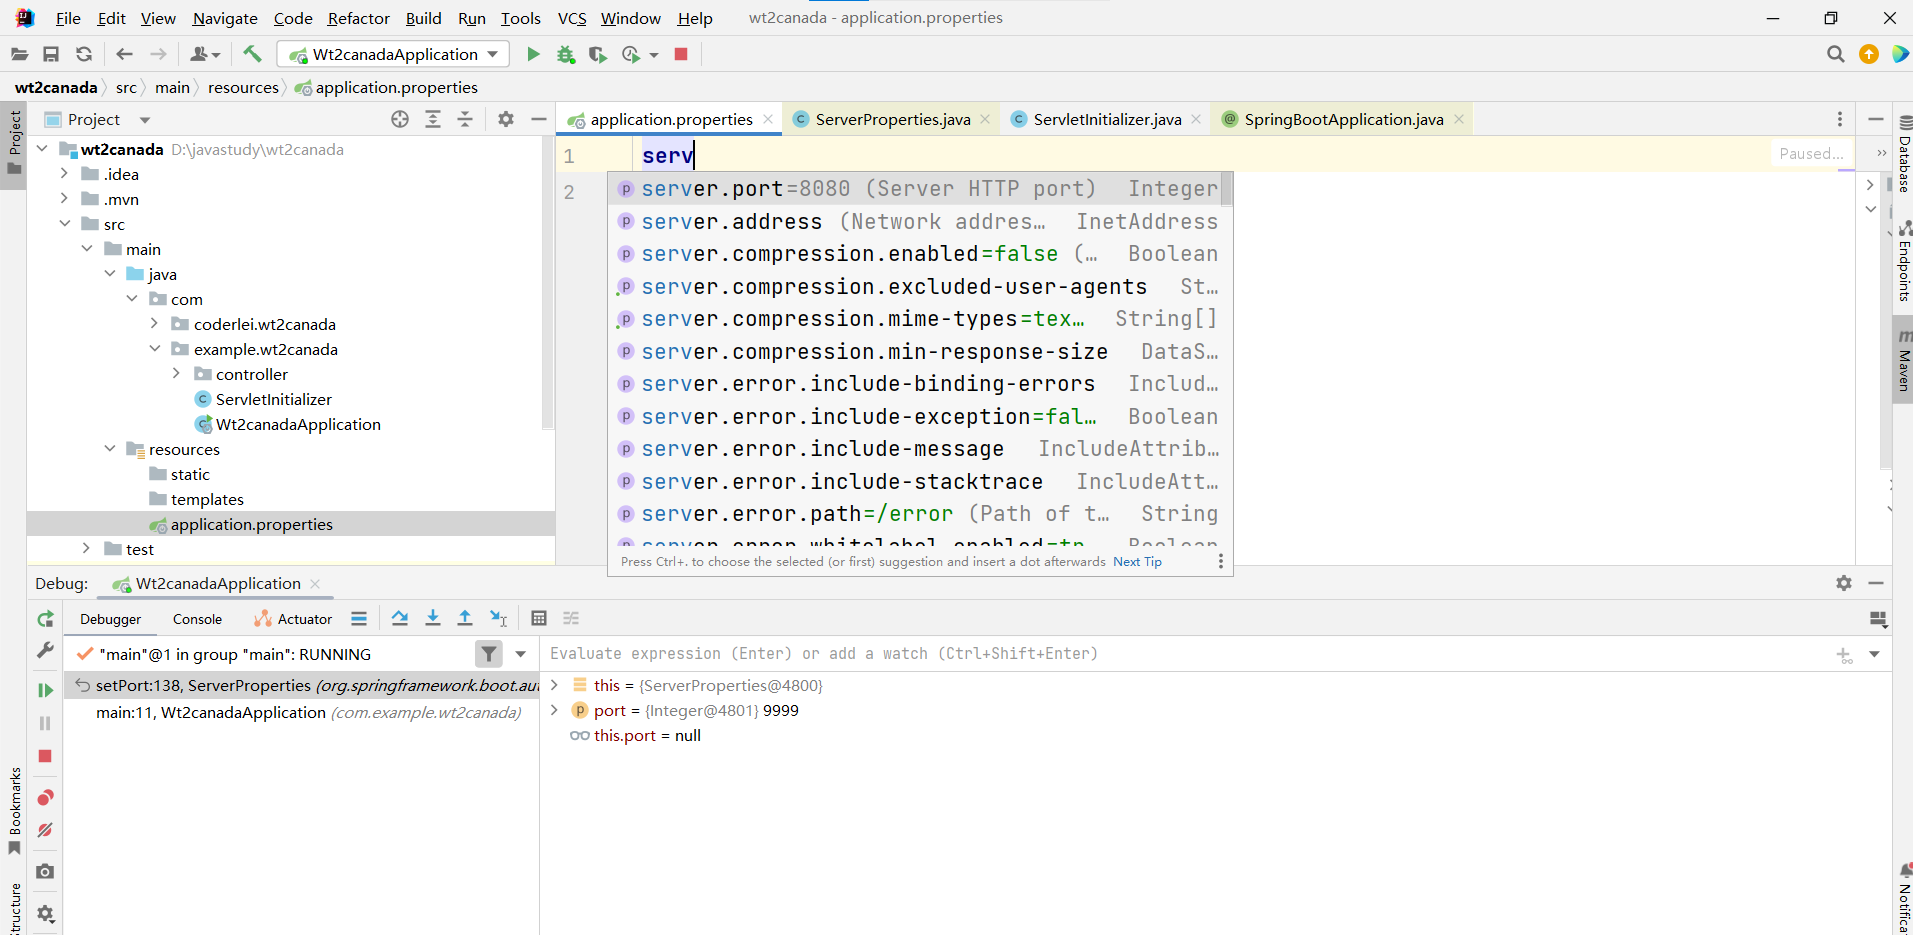 File Edit View Navigate Code Refactor Build Run Tools VCS Window Help wt2canada - application.properties
Wt2canadaApplication
wt2canada src main resources application.properties
Project
Project
application.properties ServerProperties.java ServletInitializer.java SpringBootApplication.java
wt2canada D:\javastudy\wt2canada
.idea
.mvn
src
main
java
com
coderlei.wt2canada
example.wt2canada
controller
ServletInitializer
Wt2canadaApplication
resources
static
templates
application.properties
test
1 serv
2
Paused...
server.port=8080 (Server HTTP port) Integer
server.address (Network addres… InetAddress
server.compression.enabled=false (… Boolean
server.compression.excluded-user-agents St…
server.compression.mime-types=tex… String[]
server.compression.min-response-size DataS…
server.error.include-binding-errors Includ…
server.error.include-exception=fal… Boolean
server.error.include-message IncludeAttrib…
server.error.include-stacktrace IncludeAtt…
server.error.path=/error (Path of t… String
server.error.whitelabel.enabled=tr… Boolean
Press Ctrl+. to choose the selected (or first) suggestion and insert a dot afterwards Next Tip
Database
Endpoints
Maven
Notifica
Debug: Wt2canadaApplication
Debugger Console Actuator
"main"@1 in group "main": RUNNING
setPort:138, ServerProperties (org.springframework.boot.aut
main:11, Wt2canadaApplication (com.example.wt2canada)
Evaluate expression (Enter) or add a watch (Ctrl+Shift+Enter)
this = {ServerProperties@4800}
port = {Integer@4801} 9999
this.port = null
Bookmarks
tructure